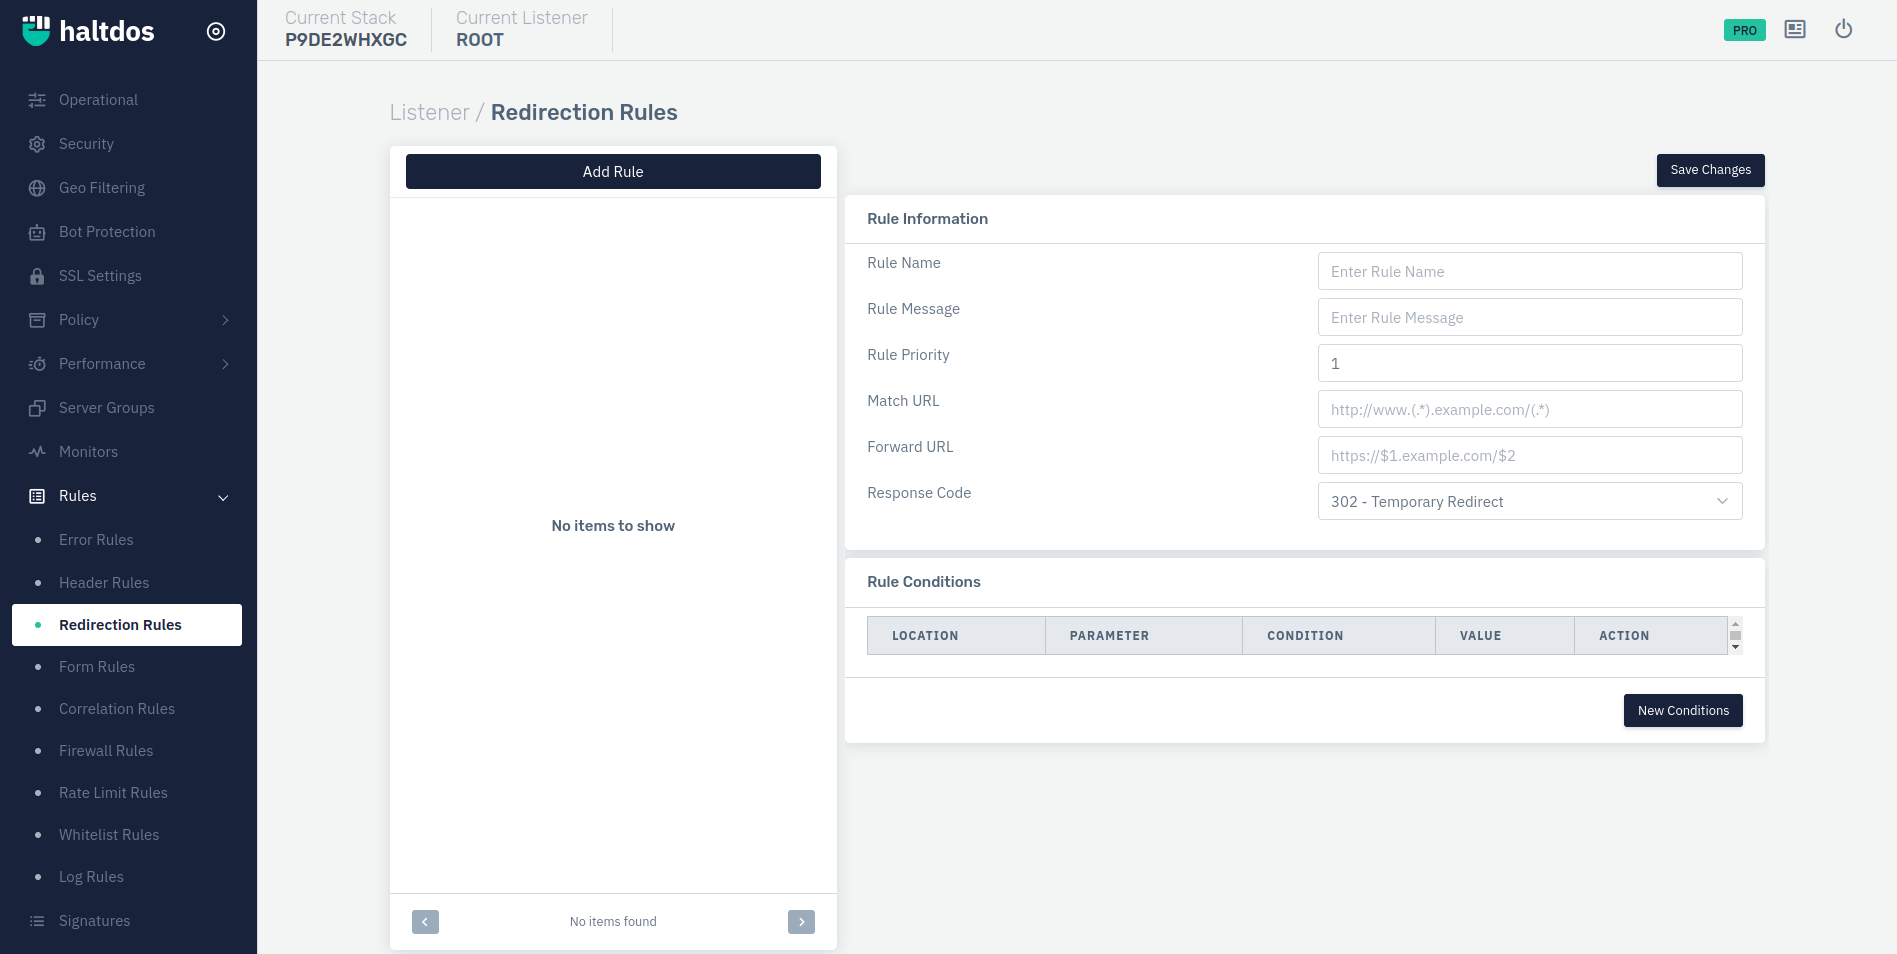 haltdos
Operational
Security
Geo Filtering
Bot Protection
SSL Settings
Policy
Performance
Server Groups
Monitors
Rules
Error Rules
Header Rules
Redirection Rules
Form Rules
Correlation Rules
Firewall Rules
Rate Limit Rules
Whitelist Rules
Log Rules
Signatures
Current Stack
P9DE2WHXGC
Current Listener
ROOT
PRO
Listener / Redirection Rules
Add Rule
No items to show
No items found
Save Changes
Rule Information
Rule Name
Enter Rule Name
Rule Message
Enter Rule Message
Rule Priority
1
Match URL
http://www.(.*).example.com/(.*)
Forward URL
https://$1.example.com/$2
Response Code
302 - Temporary Redirect
Rule Conditions
LOCATION PARAMETER CONDITION VALUE ACTION
New Conditions